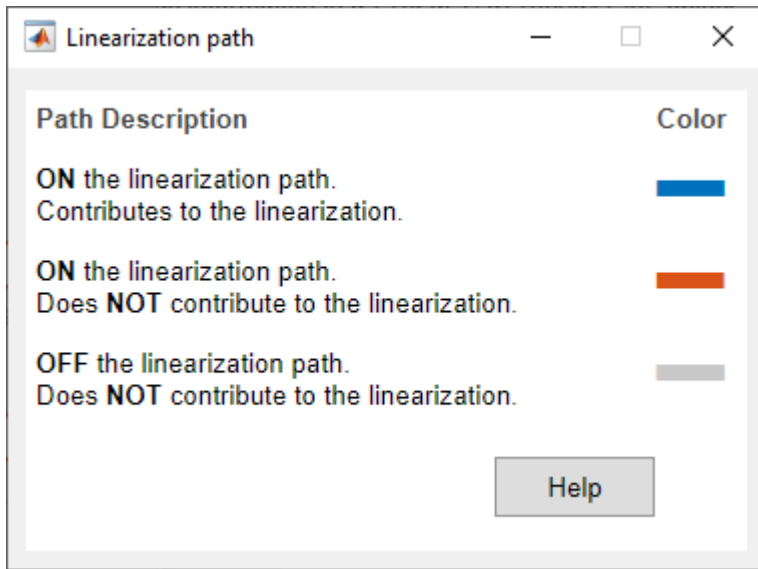 Linearization path
Path Description Color
ON the linearization path.
Contributes to the linearization.
ON the linearization path.
Does NOT contribute to the linearization.
OFF the linearization path.
Does NOT contribute to the linearization.
Help